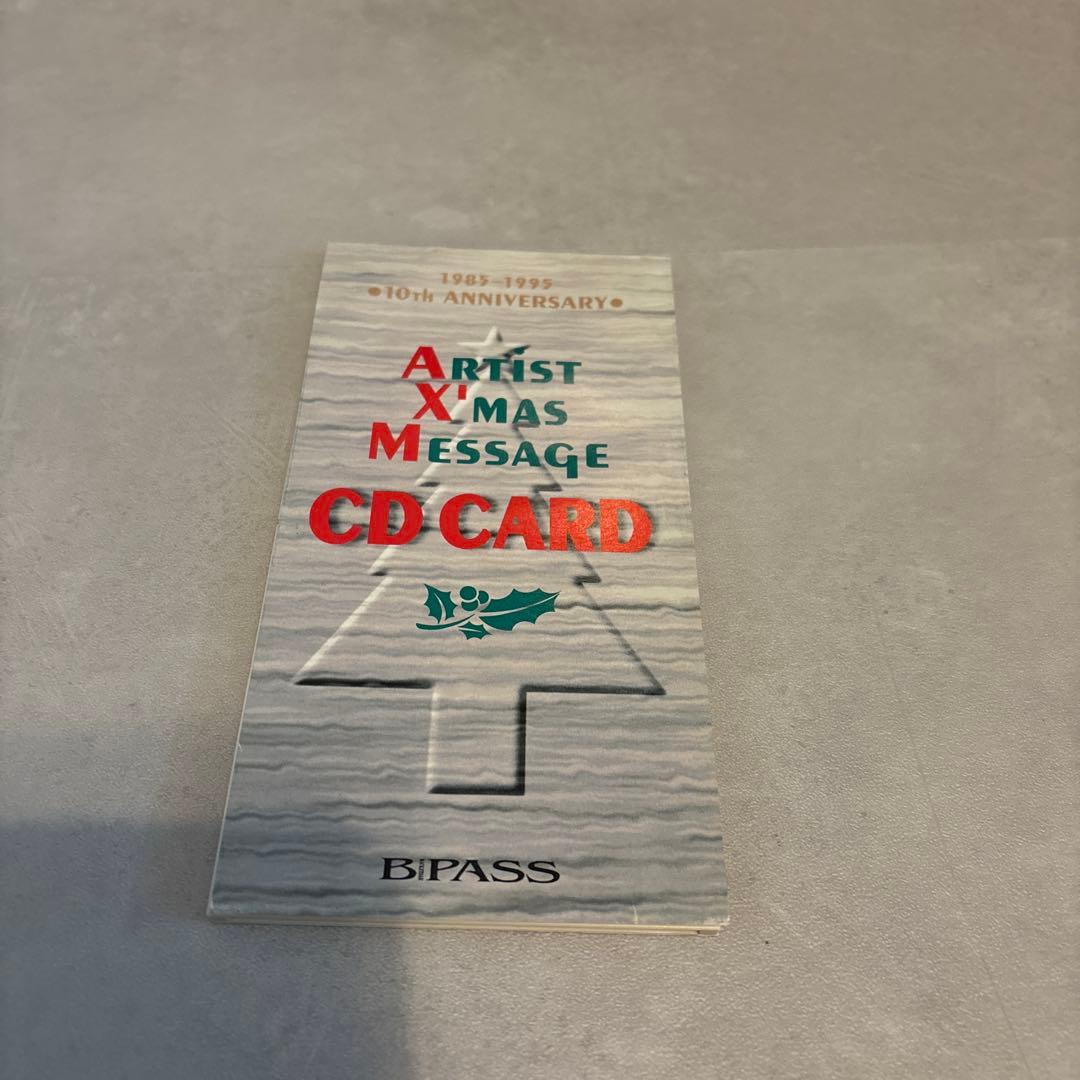 1985-1995
•10th ANNIVERSARY•
ARTiST
X'MAS
MESSAGE
CD CARD
B PASS